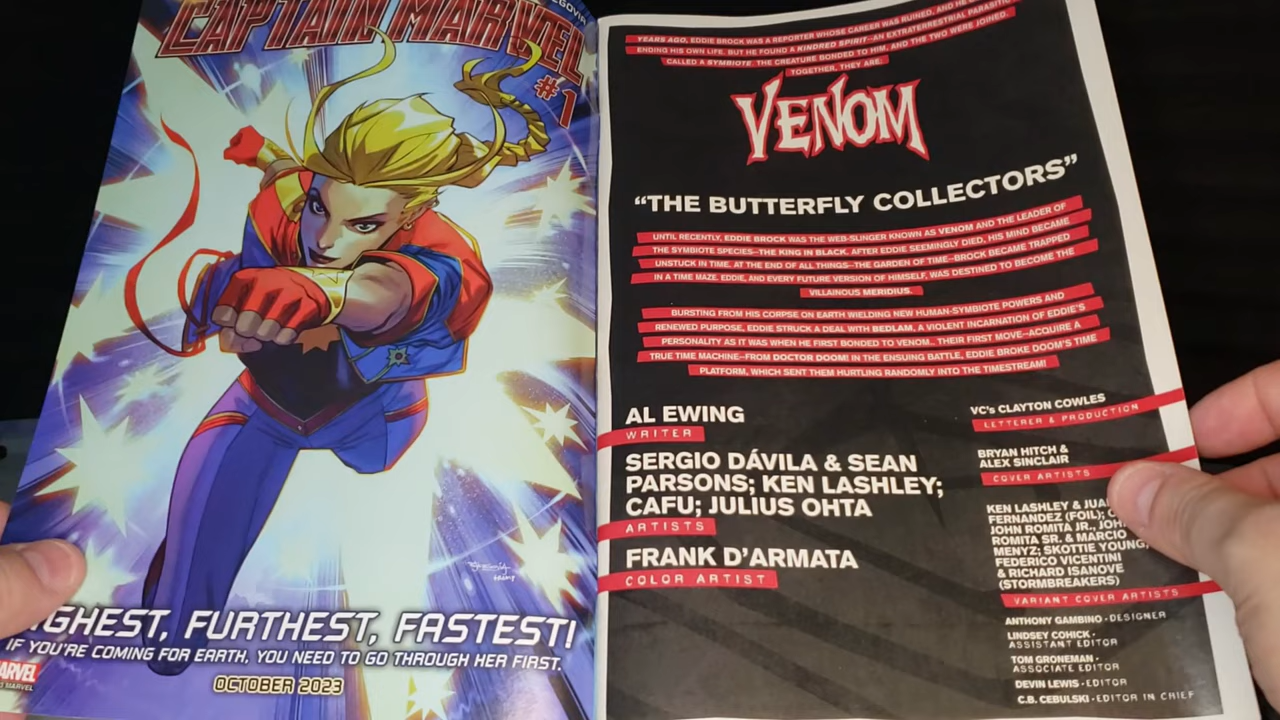 SEGOVIA
CAPTAIN MARVEL
#1
GHEST, FURTHEST, FASTEST!
IF YOU'RE COMING FOR EARTH, YOU NEED TO GO THROUGH HER FIRST.
OCTOBER 2023
MARVEL
MARVEL
YEARS AGO, EDDIE BROCK WAS A REPORTER WHOSE CAREER WAS RUINED, AND HE
ENDING HIS OWN LIFE. BUT HE FOUND A KINDRED SPIRIT--AN EXTRATERRESTRIAL PARASITIC
CALLED A SYMBIOTE. THE CREATURE BONDED TO HIM, AND THE TWO WERE JOINED.
TOGETHER, THEY ARE.
VENOM
"THE BUTTERFLY COLLECTORS"
UNTIL RECENTLY, EDDIE BROCK WAS THE WEB-SLINGER KNOWN AS VENOM AND THE LEADER OF
THE SYMBIOTE SPECIES--THE KING IN BLACK. AFTER EDDIE SEEMINGLY DIED, HIS MIND BECAME
UNSTUCK IN TIME. AT THE END OF ALL THINGS--THE GARDEN OF TIME--BROCK BECAME TRAPPED
IN A TIME MAZE. EDDIE, AND EVERY FUTURE VERSION OF HIMSELF, WAS DESTINED TO BECOME THE
VILLAINOUS MERIDIUS.
BURSTING FROM HIS CORPSE ON EARTH WIELDING NEW HUMAN-SYMBIOTE POWERS AND
RENEWED PURPOSE, EDDIE STRUCK A DEAL WITH BEDLAM, A VIOLENT INCARNATION OF EDDIE'S
PERSONALITY AS IT WAS WHEN HE FIRST BONDED TO VENOM.. THEIR FIRST MOVE--ACQUIRE A
TRUE TIME MACHINE--FROM DOCTOR DOOM! IN THE ENSUING BATTLE, EDDIE BROKE DOOM'S TIME
PLATFORM, WHICH SENT THEM HURTLING RANDOMLY INTO THE TIMESTREAM!
AL EWING
WRITER
SERGIO DÁVILA & SEAN
PARSONS; KEN LASHLEY;
CAFU; JULIUS OHTA
ARTISTS
FRANK D'ARMATA
COLOR ARTIST
VC's CLAYTON COWLES
LETTERER & PRODUCTION
BRYAN HITCH &
ALEX SINCLAIR
COVER ARTISTS
KEN LASHLEY & JUA
FERNANDEZ (FOIL);
JOHN ROMITA JR., JOH
ROMITA SR. & MARCIO
MENYZ; SKOTTIE YOUNG,
FEDERICO VICENTINI
& RICHARD ISANOVE
(STORMBREAKERS)
VARIANT COVER ARTISTS
ANTHONY GAMBINO · DESIGNER
LINDSEY COHICK ·
ASSISTANT EDITOR
TOM GRONEMAN ·
ASSOCIATE EDITOR
DEVIN LEWIS · EDITOR
C.B. CEBULSKI · EDITOR IN CHIEF